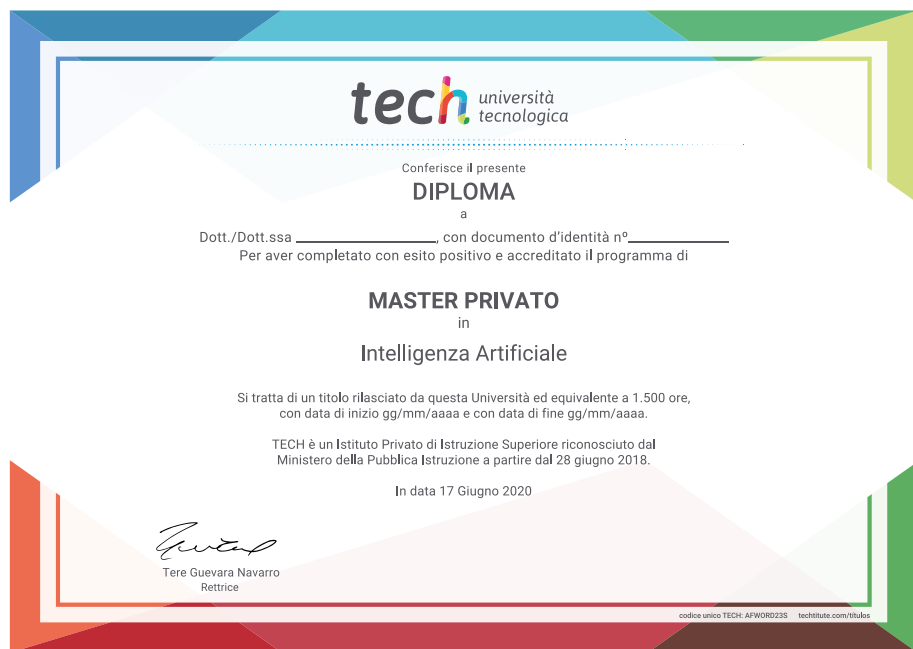 tech università
tecnologica
Conferisce il presente
DIPLOMA
a
Dott./Dott.ssa ____________, con documento d'identità nº____________
Per aver completato con esito positivo e accreditato il programma di
MASTER PRIVATO
in
Intelligenza Artificiale
Si tratta di un titolo rilasciato da questa Università ed equivalente a 1.500 ore,
con data di inizio gg/mm/aaaa e con data di fine gg/mm/aaaa.
TECH è un Istituto Privato di Istruzione Superiore riconosciuto dal
Ministero della Pubblica Istruzione a partire dal 28 giugno 2018.
In data 17 Giugno 2020
Tere Guevara Navarro
Rettrice
codice unico TECH: AFWORD23S techtitute.com/títulos